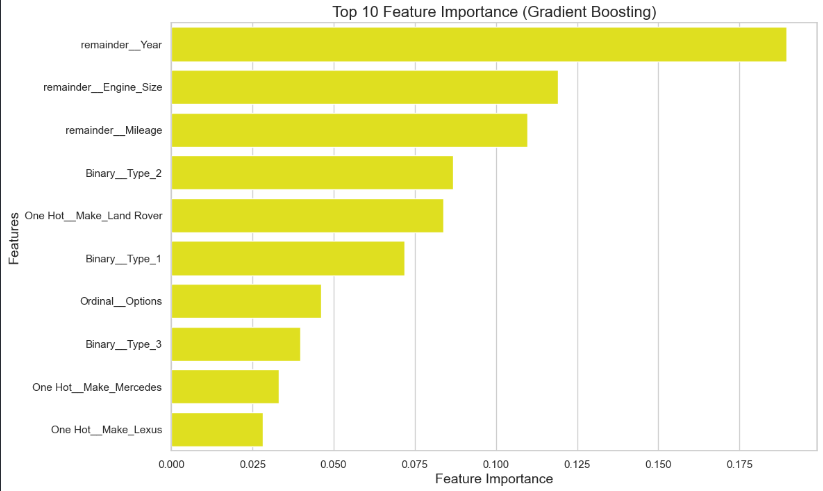 Top 10 Feature Importance (Gradient Boosting)
Features
remainder__Year
remainder__Engine_Size
remainder__Mileage
Binary__Type_2
One Hot__Make_Land Rover
Binary__Type_1
Ordinal__Options
Binary__Type_3
One Hot__Make_Mercedes
One Hot__Make_Lexus
0.000 0.025 0.050 0.075 0.100 0.125 0.150 0.175
Feature Importance